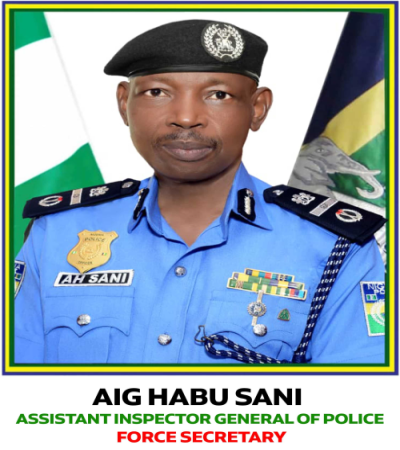 POLICE
AH SANI
AIG HABU SANI
ASSISTANT INSPECTOR GENERAL OF POLICE
FORCE SECRETARY